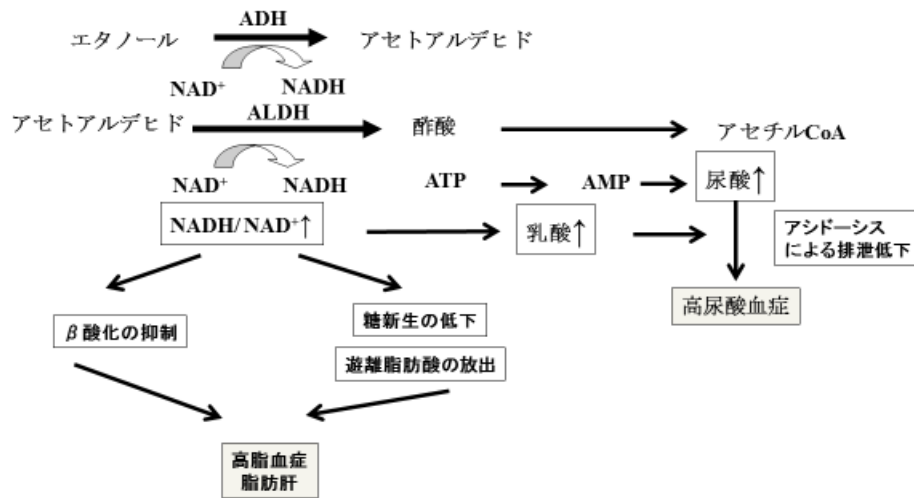 ADH
エタノール
アセトアルデヒド
NAD⁺
NADH
アセトアルデヒド
ALDH
酢酸
アセチルCoA
NAD⁺
NADH
ATP
AMP
尿酸↑
NADH/ NAD⁺↑
乳酸↑
アシドーシス
による排泄低下
高尿酸血症
β酸化の抑制
糖新生の低下
遊離脂肪酸の放出
高脂血症
脂肪肝